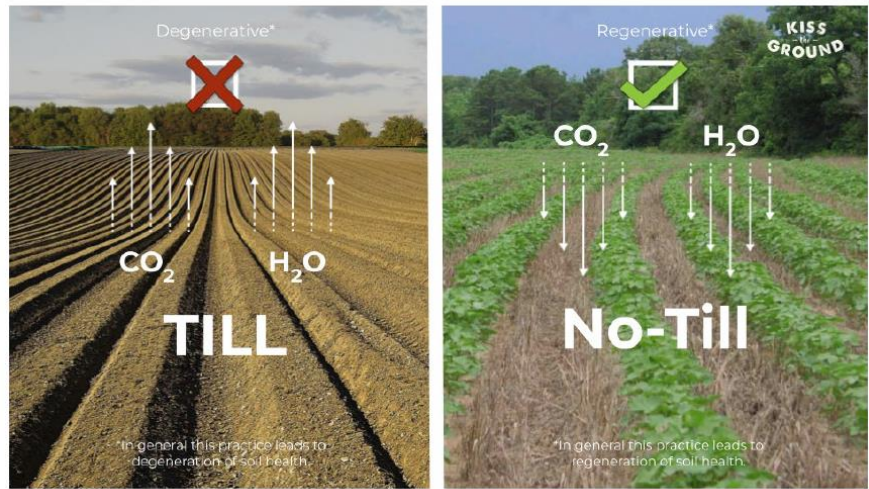 Degenerative*
CO₂
H₂O
TILL
*In general this practice leads to
degeneration of soil health.
Regenerative*
KISS
the
GROUND
CO₂
H₂O
No-Till
*In general this practice leads to
regeneration of soil health.